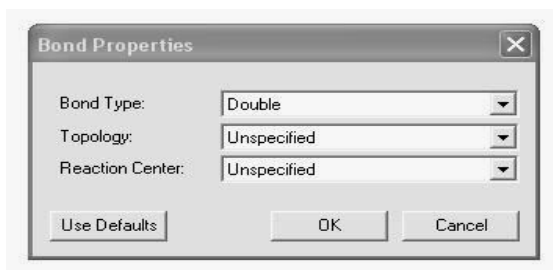 Bond Properties
Bond Type: Double
Topology: Unspecified
Reaction Center: Unspecified
Use Defaults OK Cancel